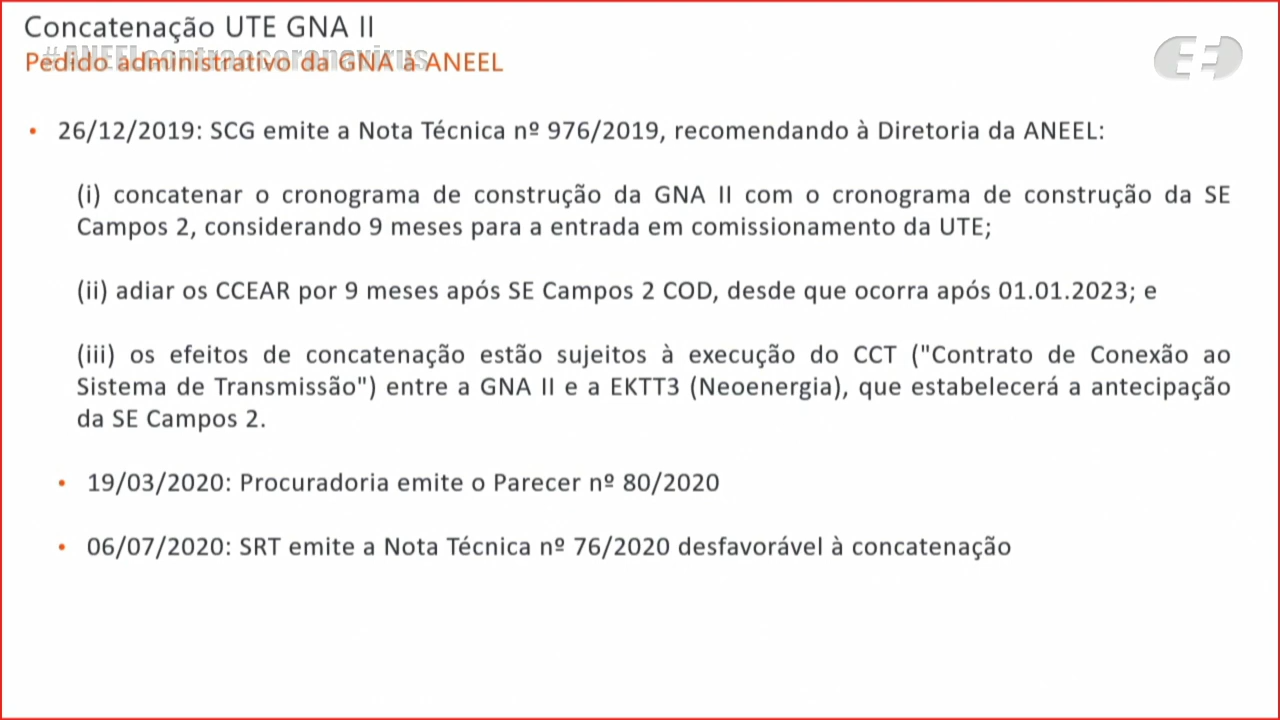 Concatenação UTE GNA II
#ANEELcontraocoronavirus
Pedido administrativo da GNA à ANEEL
• 26/12/2019: SCG emite a Nota Técnica nº 976/2019, recomendando à Diretoria da ANEEL:
(i) concatenar o cronograma de construção da GNA II com o cronograma de construção da SE
Campos 2, considerando 9 meses para a entrada em comissionamento da UTE;
(ii) adiar os CCEAR por 9 meses após SE Campos 2 COD, desde que ocorra após 01.01.2023; e
(iii) os efeitos de concatenação estão sujeitos à execução do CCT ("Contrato de Conexão ao
Sistema de Transmissão") entre a GNA II e a EKTT3 (Neoenergia), que estabelecerá a antecipação
da SE Campos 2.
• 19/03/2020: Procuradoria emite o Parecer nº 80/2020
• 06/07/2020: SRT emite a Nota Técnica nº 76/2020 desfavorável à concatenação